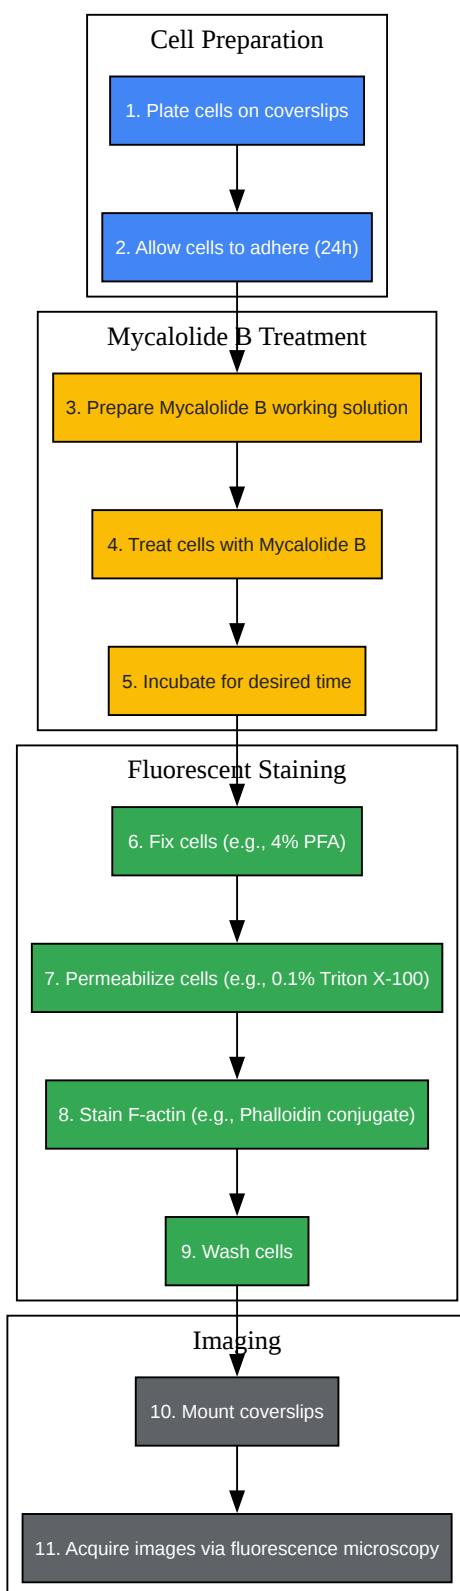 Cell Preparation
1. Plate cells on coverslips
2. Allow cells to adhere (24h)
Mycalolide B Treatment
3. Prepare Mycalolide B working solution
4. Treat cells with Mycalolide B
5. Incubate for desired time
Fluorescent Staining
6. Fix cells (e.g., 4% PFA)
7. Permeabilize cells (e.g., 0.1% Triton X-100)
8. Stain F-actin (e.g., Phalloidin conjugate)
9. Wash cells
Imaging
10. Mount coverslips
11. Acquire images via fluorescence microscopy